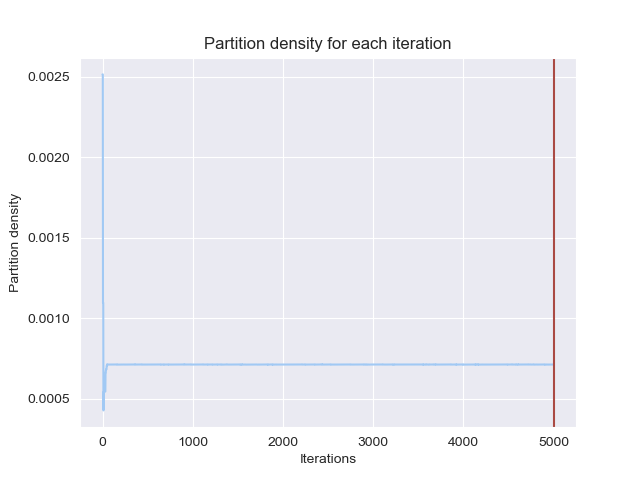 Partition density for each iteration
0.0025
0.0020
0.0015
0.0010
0.0005
Partition density
0 1000 2000 3000 4000 5000
Iterations